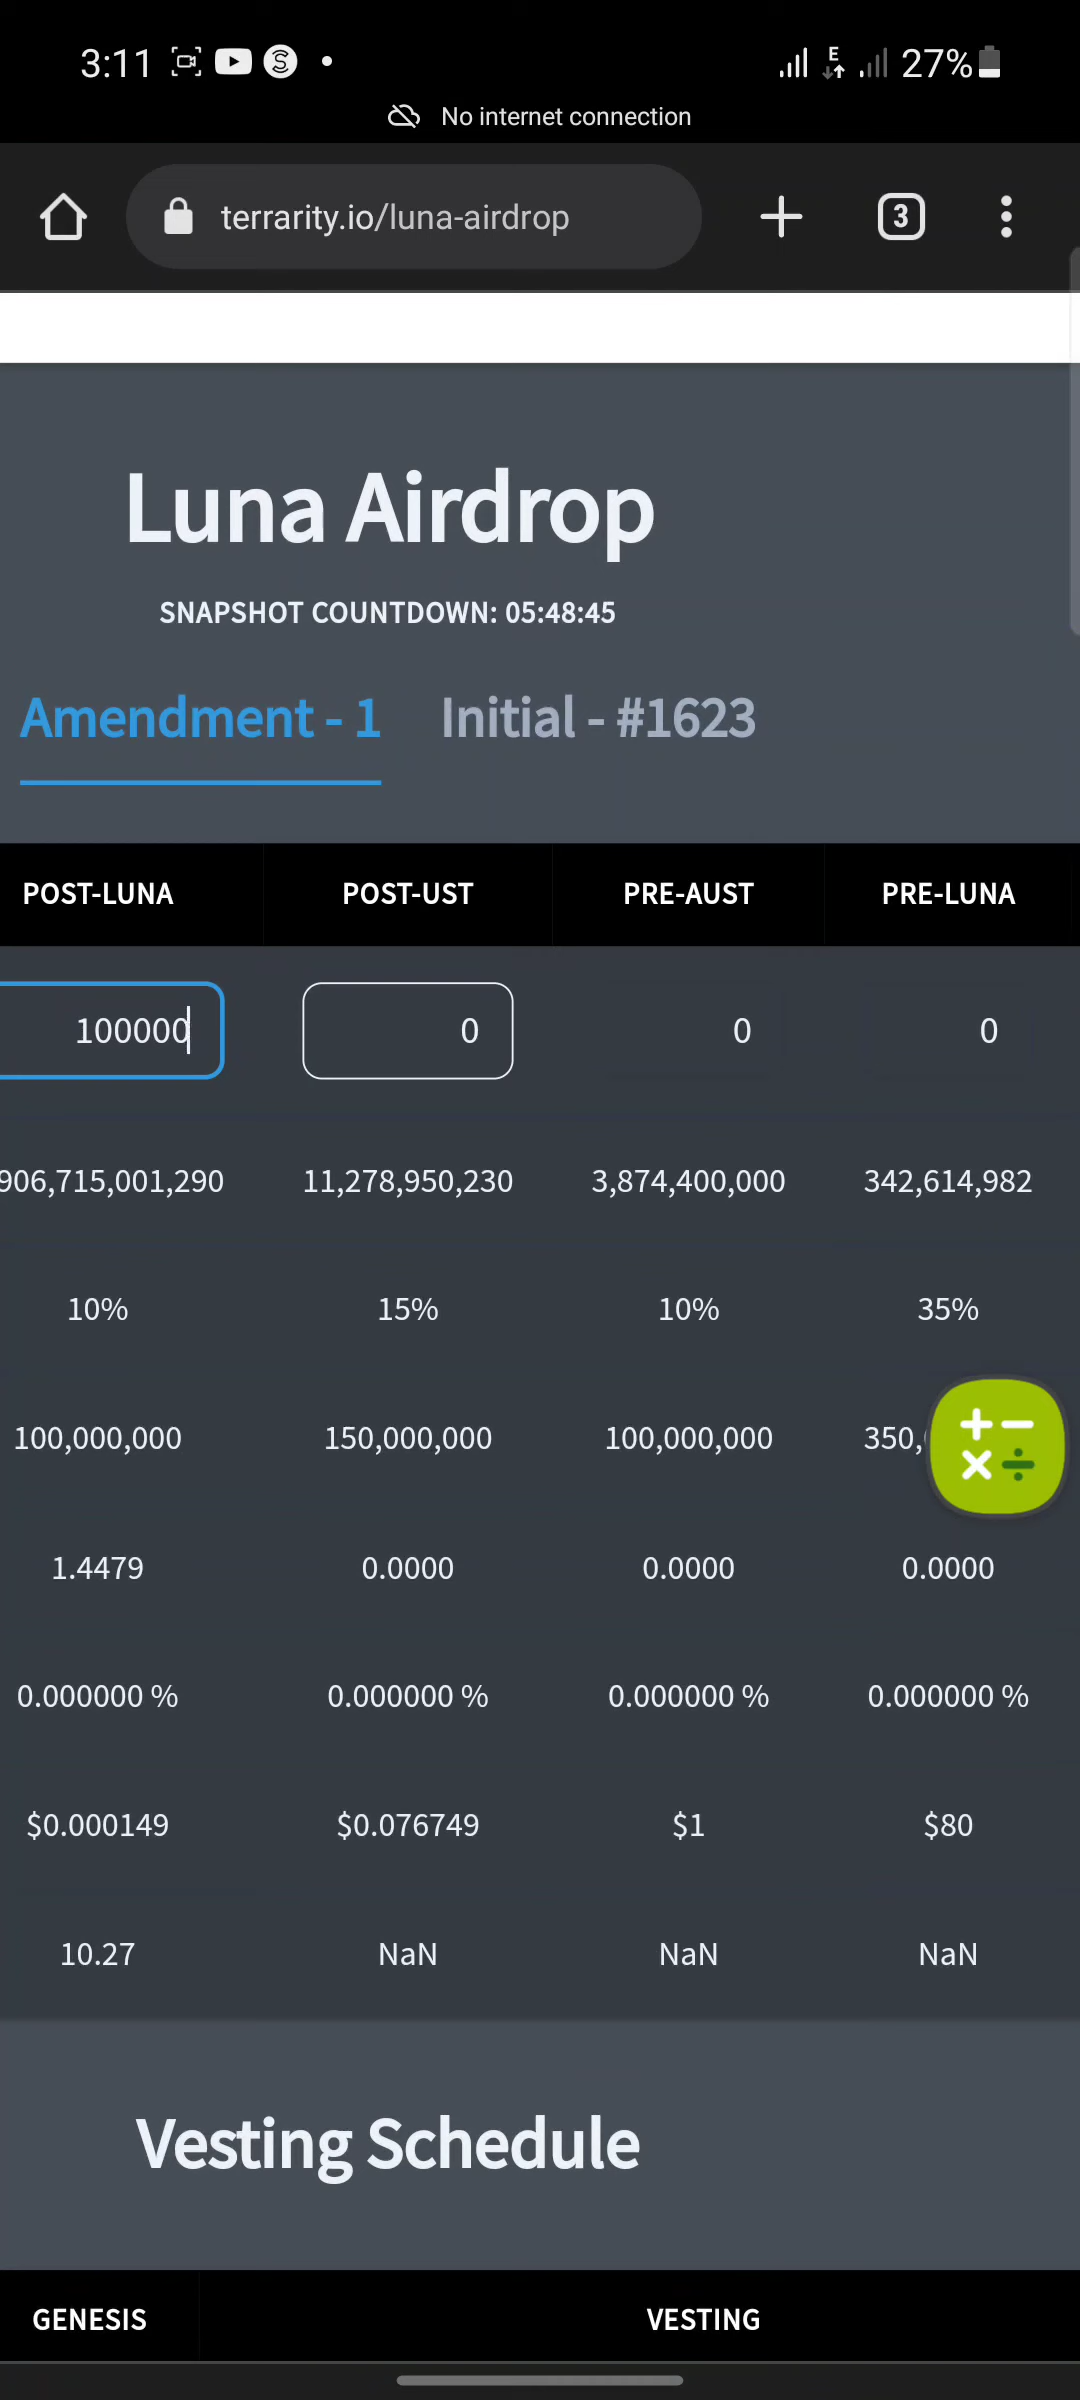 3:11 27%
No internet connection
terrarity.io/luna-airdrop 3
Luna Airdrop
SNAPSHOT COUNTDOWN: 05:48:45
Amendment - 1 Initial - #1623
POST-LUNA POST-UST PRE-AUST PRE-LUNA
100000 0 0 0
906,715,001,290 11,278,950,230 3,874,400,000 342,614,982
10% 15% 10% 35%
100,000,000 150,000,000 100,000,000 350,
1.4479 0.0000 0.0000 0.0000
0.000000 % 0.000000 % 0.000000 % 0.000000 %
$0.000149 $0.076749 $1 $80
10.27 NaN NaN NaN
Vesting Schedule
GENESIS VESTING